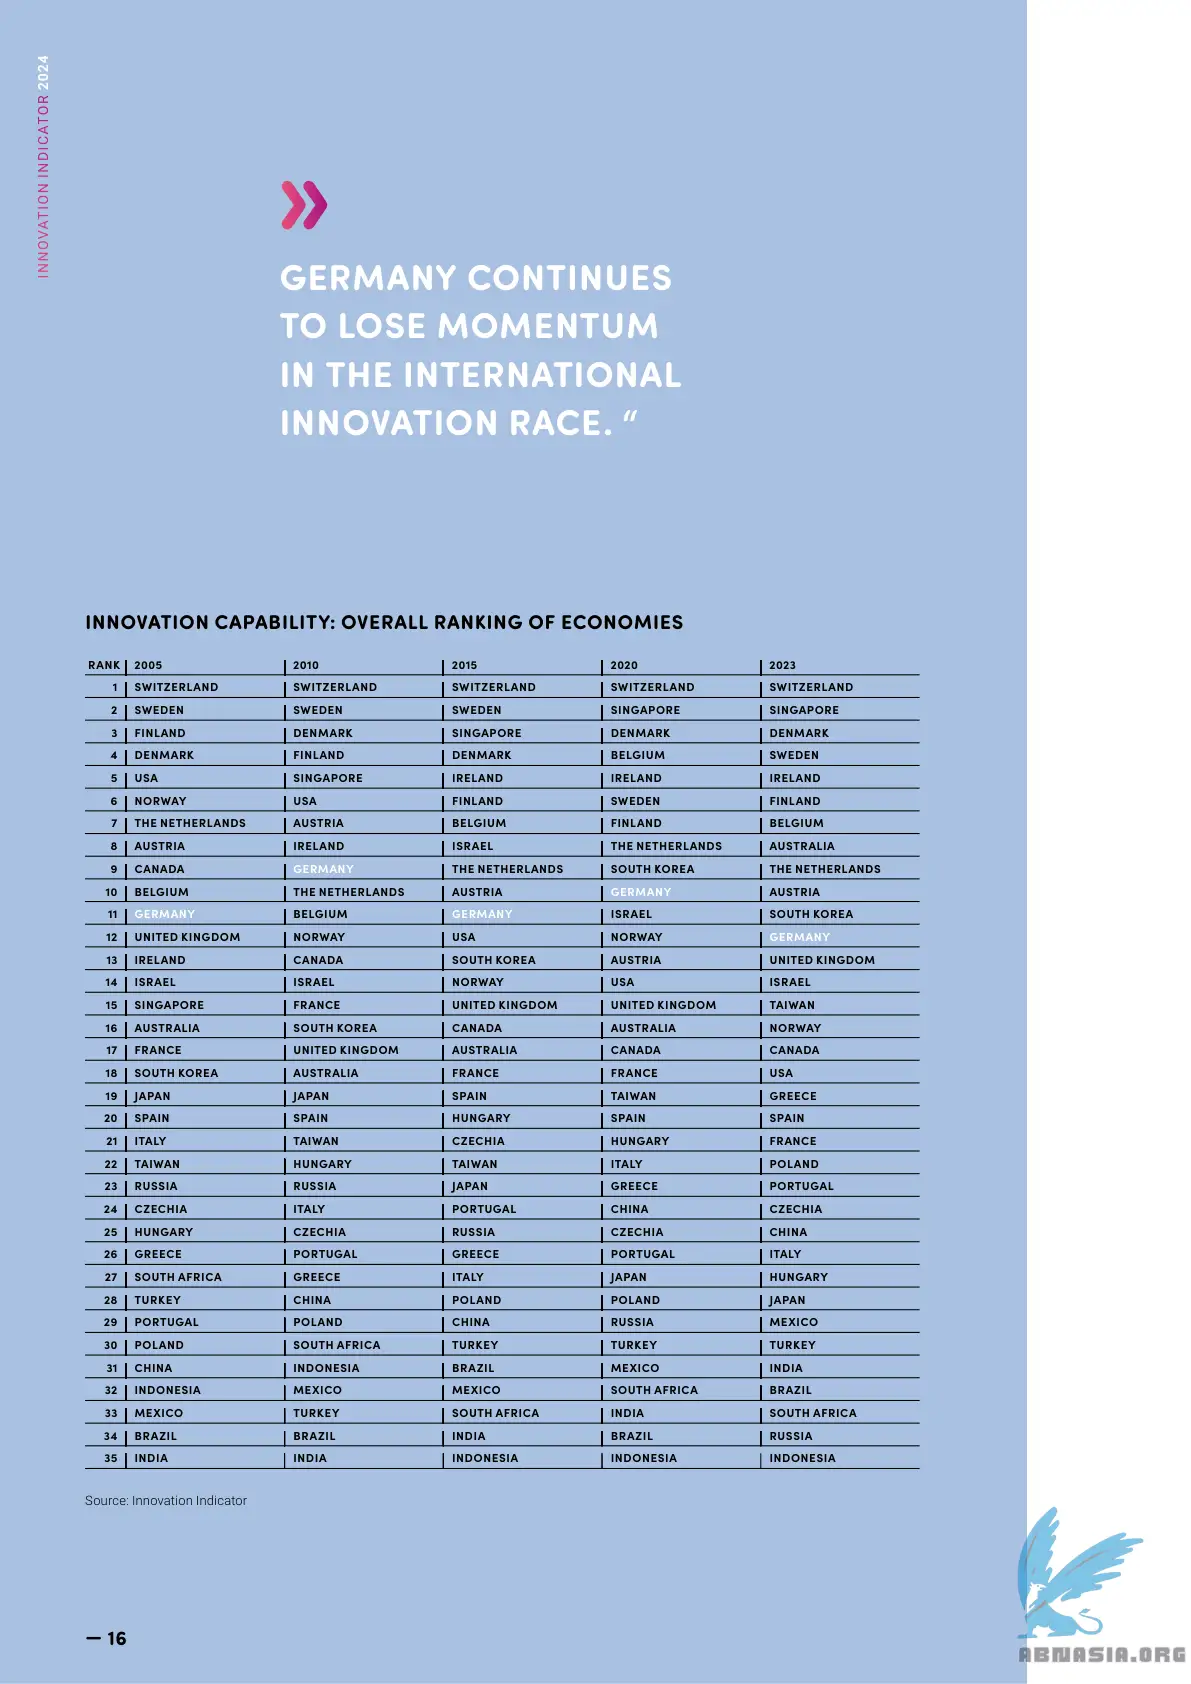 INNOVATION INDICATOR 2024
GERMANY CONTINUES
TO LOSE MOMENTUM
IN THE INTERNATIONAL
INNOVATION RACE. “
INNOVATION CAPABILITY: OVERALL RANKING OF ECONOMIES
RANK 2005 2010 2015 2020 2023
1 SWITZERLAND SWITZERLAND SWITZERLAND SWITZERLAND SWITZERLAND
2 SWEDEN SWEDEN SWEDEN SINGAPORE SINGAPORE
3 FINLAND DENMARK SINGAPORE DENMARK DENMARK
4 DENMARK FINLAND DENMARK BELGIUM SWEDEN
5 USA SINGAPORE IRELAND IRELAND IRELAND
6 NORWAY USA FINLAND SWEDEN FINLAND
7 THE NETHERLANDS AUSTRIA BELGIUM FINLAND BELGIUM
8 AUSTRIA IRELAND ISRAEL THE NETHERLANDS AUSTRALIA
9 CANADA GERMANY THE NETHERLANDS SOUTH KOREA THE NETHERLANDS
10 BELGIUM THE NETHERLANDS AUSTRIA GERMANY AUSTRIA
11 GERMANY BELGIUM GERMANY ISRAEL SOUTH KOREA
12 UNITED KINGDOM NORWAY USA NORWAY GERMANY
13 IRELAND CANADA SOUTH KOREA AUSTRIA UNITED KINGDOM
14 ISRAEL ISRAEL NORWAY USA ISRAEL
15 SINGAPORE FRANCE UNITED KINGDOM UNITED KINGDOM TAIWAN
16 AUSTRALIA SOUTH KOREA CANADA AUSTRALIA NORWAY
17 FRANCE UNITED KINGDOM AUSTRALIA CANADA CANADA
18 SOUTH KOREA AUSTRALIA FRANCE FRANCE USA
19 JAPAN JAPAN SPAIN TAIWAN GREECE
20 SPAIN SPAIN HUNGARY SPAIN SPAIN
21 ITALY TAIWAN CZECHIA HUNGARY FRANCE
22 TAIWAN HUNGARY TAIWAN ITALY POLAND
23 RUSSIA RUSSIA JAPAN GREECE PORTUGAL
24 CZECHIA ITALY PORTUGAL CHINA CZECHIA
25 HUNGARY CZECHIA RUSSIA CZECHIA CHINA
26 GREECE PORTUGAL GREECE PORTUGAL ITALY
27 SOUTH AFRICA GREECE ITALY JAPAN HUNGARY
28 TURKEY CHINA POLAND POLAND JAPAN
29 PORTUGAL POLAND CHINA RUSSIA MEXICO
30 POLAND SOUTH AFRICA TURKEY TURKEY TURKEY
31 CHINA INDONESIA BRAZIL MEXICO INDIA
32 INDONESIA MEXICO MEXICO SOUTH AFRICA BRAZIL
33 MEXICO TURKEY SOUTH AFRICA INDIA SOUTH AFRICA
34 BRAZIL BRAZIL INDIA BRAZIL RUSSIA
35 INDIA INDIA INDONESIA INDONESIA INDONESIA
Source: Innovation Indicator
— 16
ABNASIA.ORG